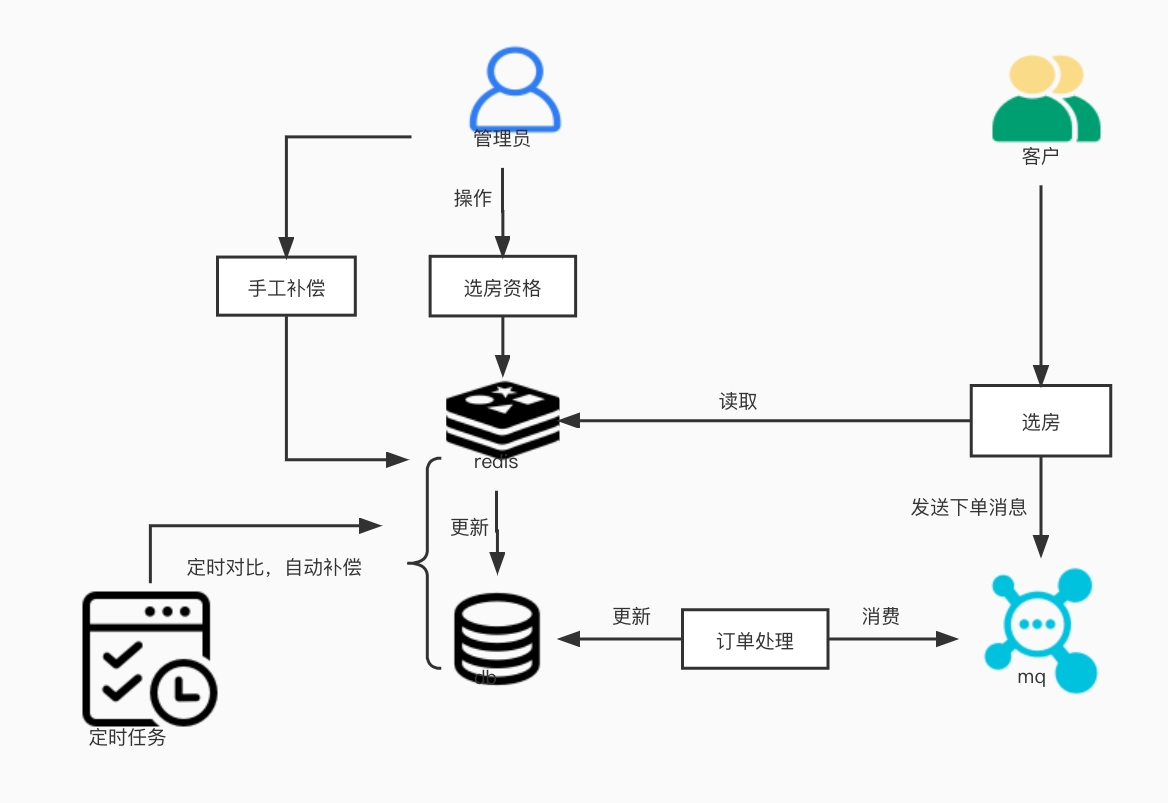 管理员
客户
操作
手工补偿
选房资格
读取
选房
redis
发送下单消息
更新
定时对比，自动补偿
更新
消费
订单处理
db
mq
定时任务